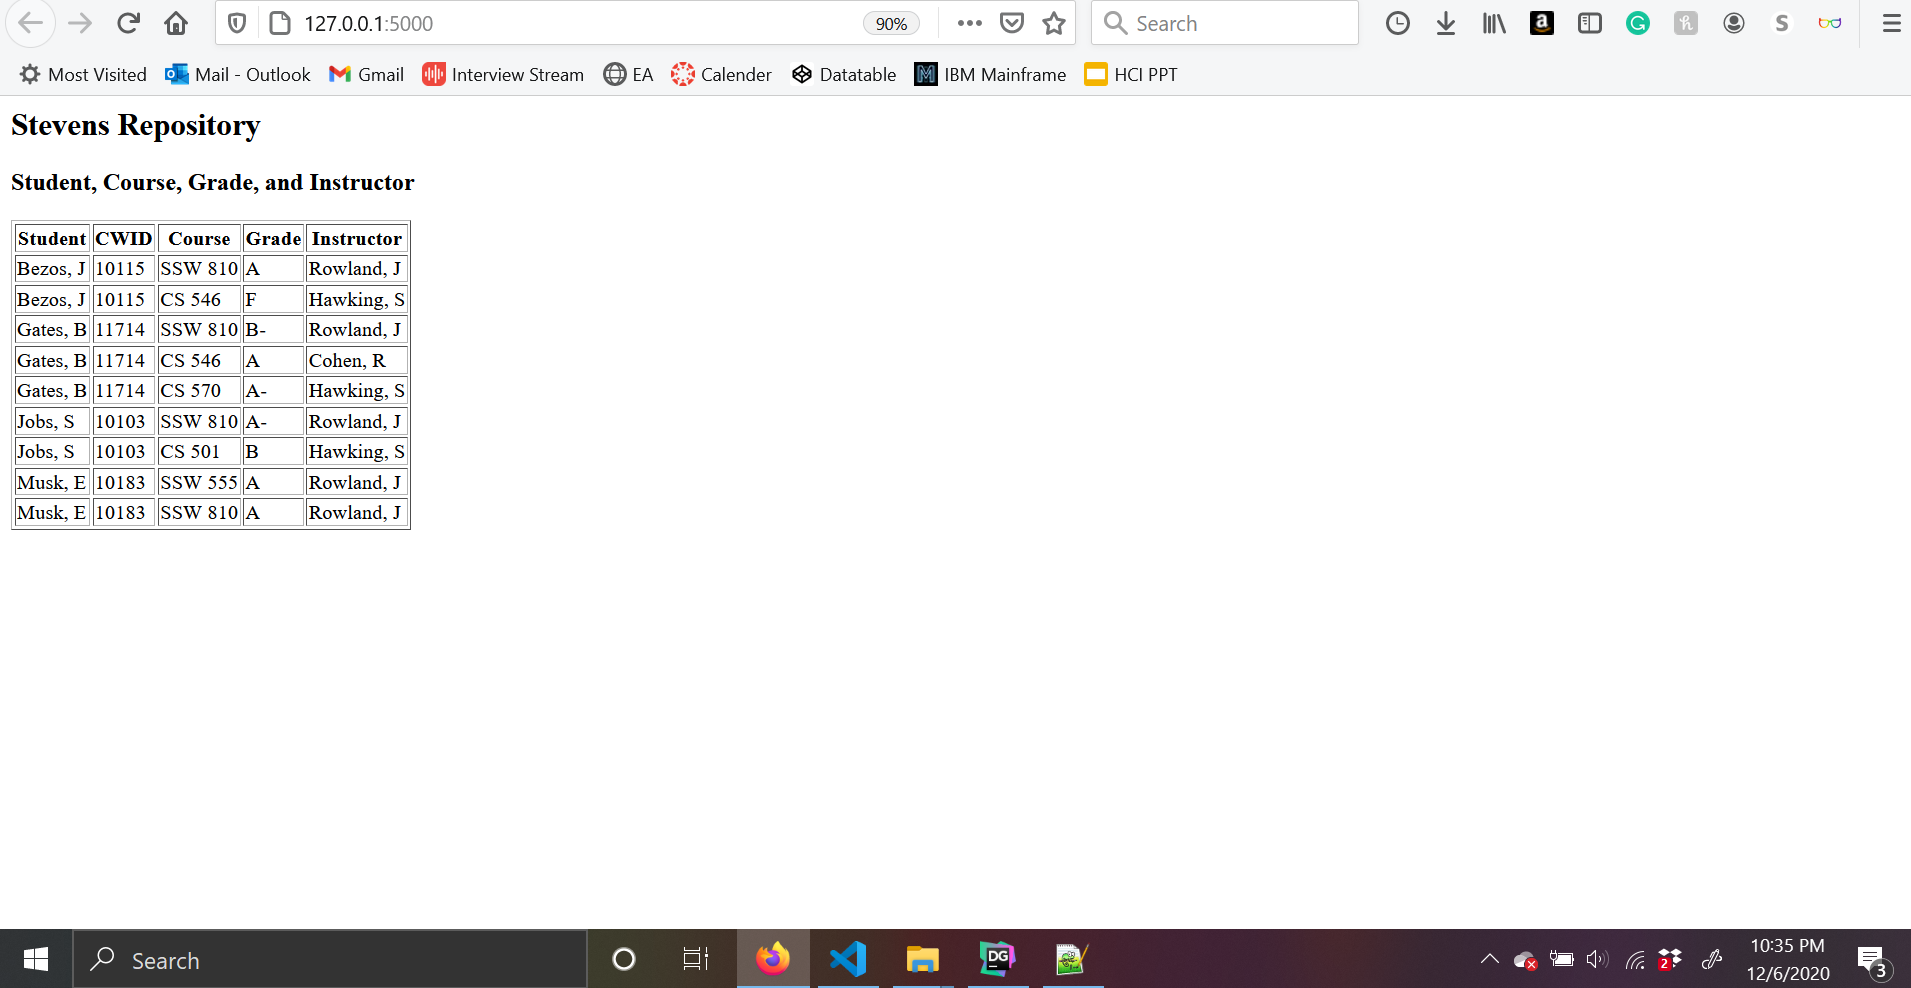 127.0.0.1:5000 90% Search
Most Visited Mail - Outlook Gmail Interview Stream EA Calender Datatable IBM Mainframe HCI PPT
Stevens Repository
Student, Course, Grade, and Instructor
Student CWID Course Grade Instructor
Bezos, J 10115 SSW 810 A Rowland, J
Bezos, J 10115 CS 546 F Hawking, S
Gates, B 11714 SSW 810 B- Rowland, J
Gates, B 11714 CS 546 A Cohen, R
Gates, B 11714 CS 570 A- Hawking, S
Jobs, S 10103 SSW 810 A- Rowland, J
Jobs, S 10103 CS 501 B Hawking, S
Musk, E 10183 SSW 555 A Rowland, J
Musk, E 10183 SSW 810 A Rowland, J
Search DG 2 10:35 PM
12/6/2020 3